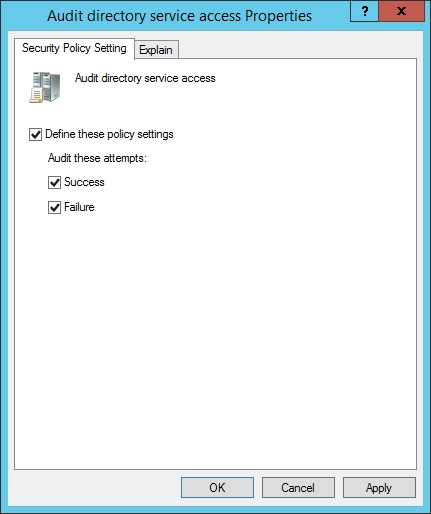 Audit directory service access Properties
? x
Security Policy Setting Explain
Audit directory service access
Define these policy settings
Audit these attempts:
Success
Failure
OK Cancel Apply